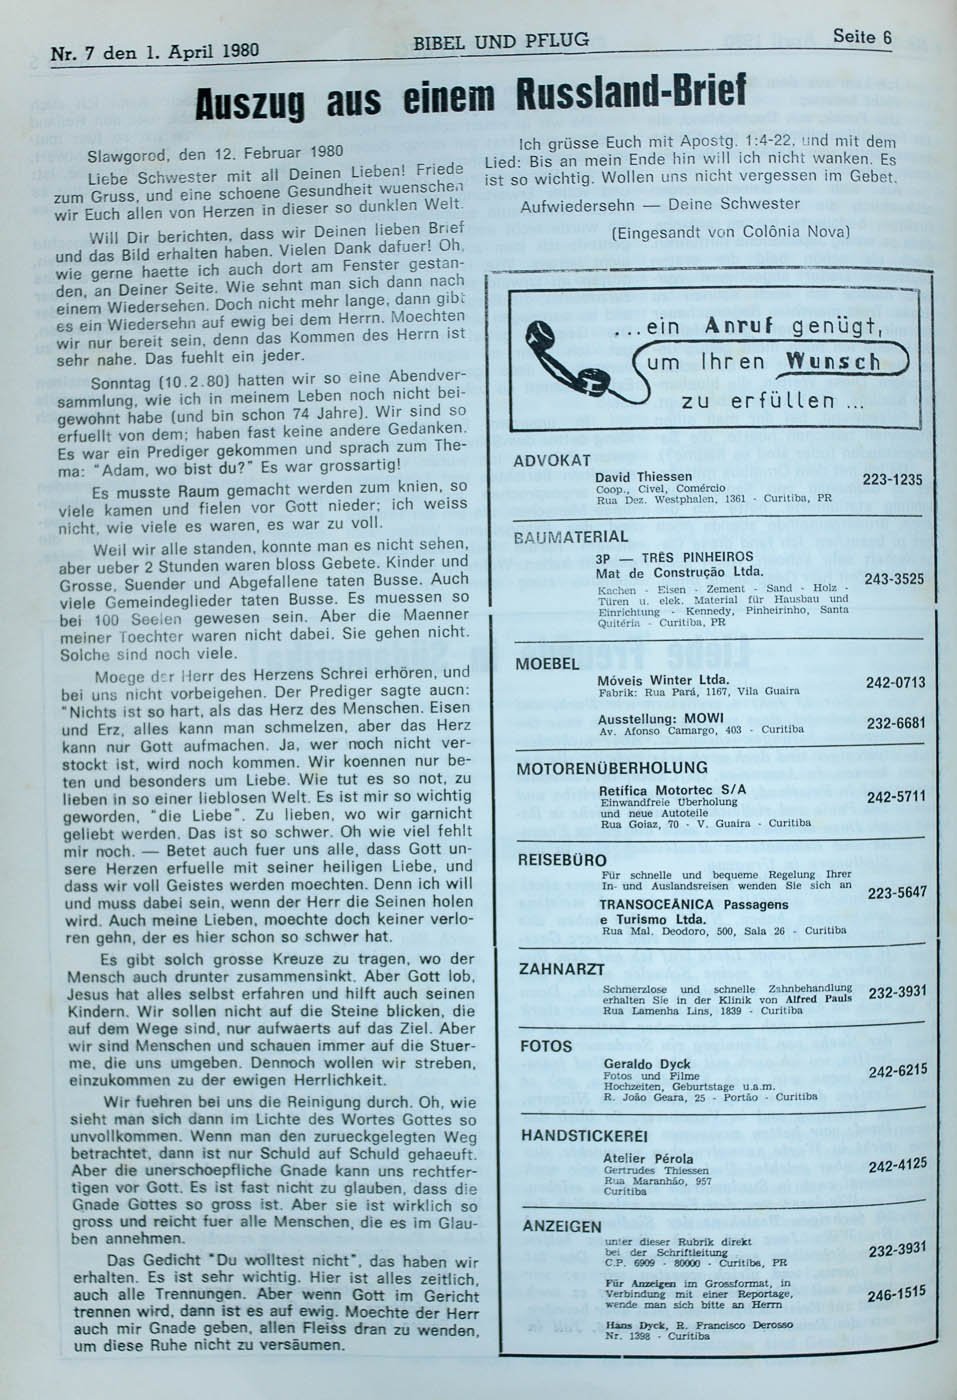 Nr. 7 den 1. April 1980
BIBEL UND PFLUG
Seite 6
Auszug aus einem Russland-Brief
Slawgorod, den 12. Februar 1980
Liebe Schwester mit all Deinen Lieben! Friede
zum Gruss, und eine schoene Gesundheit wuenschen
wir Euch allen von Herzen in dieser so dunklen Welt.
Will Dir berichten, dass wir Deinen lieben Brief
und das Bild erhalten haben. Vielen Dank dafuer! Oh,
wie gerne haette ich auch dort am Fenster gestan-
den, an Deiner Seite. Wie sehnt man sich dann nach
einem Wiedersehen. Doch nicht mehr lange, dann gibt
es ein Wiedersehn auf ewig bei dem Herrn. Moechten
wir nur bereit sein, denn das Kommen des Herrn ist
sehr nahe. Das fuehlt ein jeder.
Sonntag (10.2.80) hatten wir so eine Abendver-
sammlung, wie ich in meinem Leben noch nicht bei-
gewohnt habe (und bin schon 74 Jahre). Wir sind so
erfuellt von dem; haben fast keine andere Gedanken.
Es war ein Prediger gekommen und sprach zum The-
ma: "Adam, wo bist du?" Es war grossartig!
Es musste Raum gemacht werden zum knien, so
viele kamen und fielen vor Gott nieder; ich weiss
nicht, wie viele es waren, es war zu voll.
Weil wir alle standen, konnte man es nicht sehen,
aber ueber 2 Stunden waren bloss Gebete. Kinder und
Grosse, Suender und Abgefallene taten Busse. Auch
viele Gemeindeglieder taten Busse. Es muessen so
bei 100 Seelen gewesen sein. Aber die Maenner
meiner Toechter waren nicht dabei. Sie gehen nicht.
Solche sind noch viele.
Moege der Herr des Herzens Schrei erhören, und
bei uns nicht vorbeigehen. Der Prediger sagte aucn:
"Nichts ist so hart, als das Herz des Menschen. Eisen
und Erz, alles kann man schmelzen, aber das Herz
kann nur Gott aufmachen. Ja, wer noch nicht ver-
stockt ist, wird noch kommen. Wir koennen nur be-
ten und besonders um Liebe. Wie tut es so not, zu
lieben in so einer lieblosen Welt. Es ist mir so wichtig
geworden, "die Liebe". Zu lieben, wo wir garnicht
geliebt werden. Das ist so schwer. Oh wie viel fehlt
mir noch. — Betet auch fuer uns alle, dass Gott un-
sere Herzen erfuelle mit seiner heiligen Liebe, und
dass wir voll Geistes werden moechten. Denn ich will
und muss dabei sein, wenn der Herr die Seinen holen
wird. Auch meine Lieben, moechte doch keiner verlo-
ren gehn, der es hier schon so schwer hat.
Es gibt solch grosse Kreuze zu tragen, wo der
Mensch auch drunter zusammensinkt. Aber Gott lob,
Jesus hat alles selbst erfahren und hilft auch seinen
Kindern. Wir sollen nicht auf die Steine blicken, die
auf dem Wege sind, nur aufwaerts auf das Ziel. Aber
wir sind Menschen und schauen immer auf die Stuer-
me, die uns umgeben. Dennoch wollen wir streben,
einzukommen zu der ewigen Herrlichkeit.
Wir fuehren bei uns die Reinigung durch. Oh, wie
sieht man sich dann im Lichte des Wortes Gottes so
unvollkommen. Wenn man den zurueckgelegten Weg
betrachtet, dann ist nur Schuld auf Schuld gehaeuft.
Aber die unerschoepfliche Gnade kann uns rechtfer-
tigen vor Gott. Es ist fast nicht zu glauben, dass die
Gnade Gottes so gross ist. Aber sie ist wirklich so
gross und reicht fuer alle Menschen, die es im Glau-
ben annehmen.
Das Gedicht "Du wolltest nicht", das haben wir
erhalten. Es ist sehr wichtig. Hier ist alles zeitlich,
auch alle Trennungen. Aber wenn Gott im Gericht
trennen wird, dann ist es auf ewig. Moechte der Herr
auch mir Gnade geben, allen Fleiss dran zu wenden,
um diese Ruhe nicht zu versäumen.
Ich grüsse Euch mit Apostg. 1:4-22, und mit dem
Lied: Bis an mein Ende hin will ich nicht wanken. Es
ist so wichtig. Wollen uns nicht vergessen im Gebet.
Aufwiedersehn — Deine Schwester
(Eingesandt von Colônia Nova)
...ein Anruf genügt,
um Ihren Wunsch
zu erfüllen ...
ADVOKAT
David Thiessen 223-1235
Coop., Civel, Comércio
Rua Dez. Westphalen, 1361 - Curitiba, PR
BAUMATERIAL
3P — TRÊS PINHEIROS
Mat de Construção Ltda. 243-3525
Kachen - Eisen - Zement - Sand - Holz -
Türen u. elek. Material für Hausbau und
Einrichtung - Kennedy, Pinheirinho, Santa
Quitéria - Curitiba, PR
MOEBEL
Móveis Winter Ltda. 242-0713
Fabrik: Rua Pará, 1167, Vila Guaira
Ausstellung: MOWI 232-6681
Av. Afonso Camargo, 403 - Curitiba
MOTORENÜBERHOLUNG
Retífica Motortec S/A 242-5711
Einwandfreie Uberholung
und neue Autoteile
Rua Goiaz, 70 - V. Guaira - Curitiba
REISEBÜRO
Für schnelle und bequeme Regelung Ihrer
In- und Auslandsreisen wenden Sie sich an 223-5647
TRANSOCEÂNICA Passagens
e Turismo Ltda.
Rua Mal. Deodoro, 500, Sala 26 - Curitiba
ZAHNARZT
Schmerzlose und schnelle Zahnbehandlung
erhalten Sie in der Klinik von Alfred Pauls 232-3931
Rua Lamenha Lins, 1839 - Curitiba
FOTOS
Geraldo Dyck 242-6215
Fotos und Filme
Hochzeiten, Geburtstage u.a.m.
R. João Geara, 25 - Portão - Curitiba
HANDSTICKEREI
Atelier Pérola 242-4125
Gertrudes Thiessen
Rua Maranhão, 957
Curitiba
ANZEIGEN
unter dieser Rubrik direkt
bei der Schriftleitung 232-3931
C.P. 6909 - 80000 - Curitiba, PR
Für Anzeigen im Grossformat, in
Verbindung mit einer Reportage, 246-1515
wende man sich bitte an Herrn
Hans Dyck, R. Francisco Derosso
Nr. 1398 - Curitiba